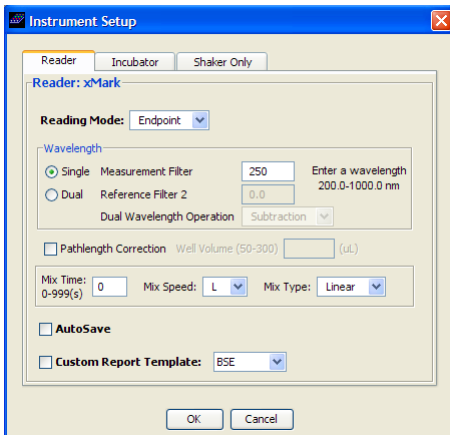 Instrument Setup
Reader Incubator Shaker Only
Reader: xMark
Reading Mode: Endpoint
Wavelength
Single Measurement Filter 250 Enter a wavelength
200.0-1000.0 nm
Dual Reference Filter 2 0.0
Dual Wavelength Operation Subtraction
Pathlength Correction Well Volume (50-300) (uL)
Mix Time:
0-999(s) 0 Mix Speed: L Mix Type: Linear
AutoSave
Custom Report Template: BSE
OK Cancel